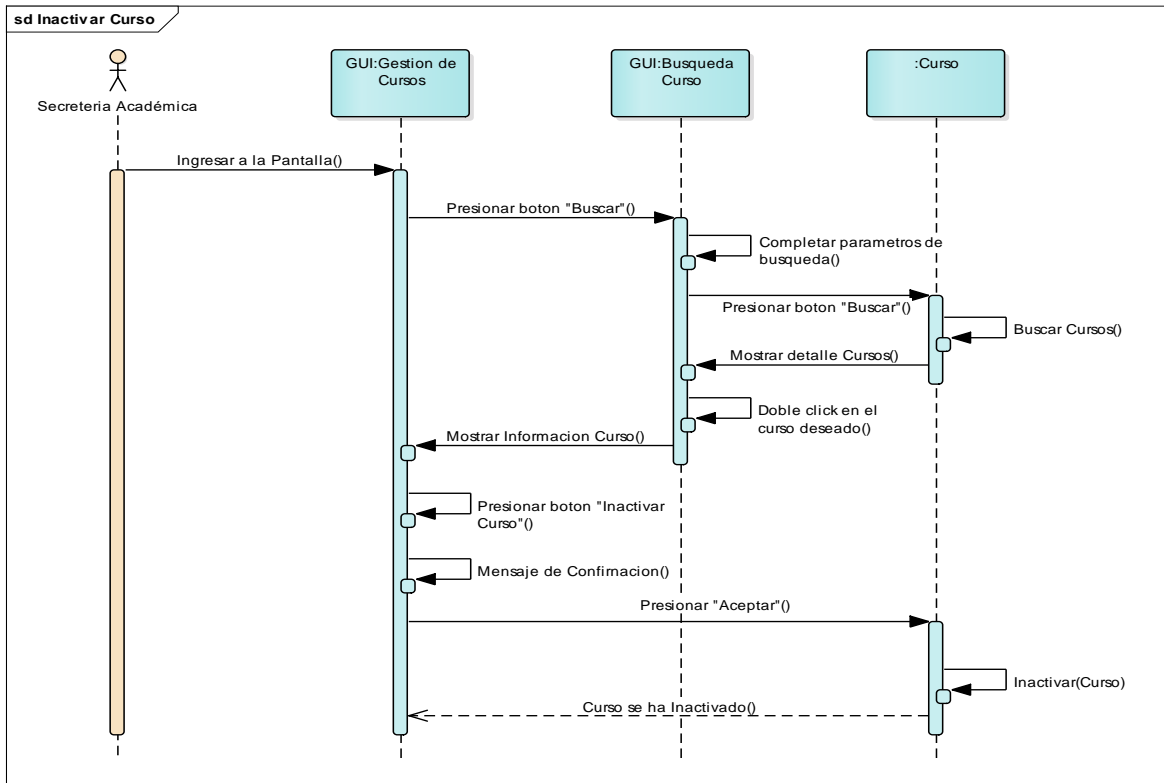 sd Inactivar Curso
Secreteria Académica
GUI:Gestion de
Cursos
GUI:Busqueda
Curso
:Curso
Ingresar a la Pantalla()
Presionar boton "Buscar"()
Completar parametros de
busqueda()
Presionar boton "Buscar"()
Buscar Cursos()
Mostrar detalle Cursos()
Doble click en el
curso deseado()
Mostrar Informacion Curso()
Presionar boton "Inactivar
Curso"()
Mensaje de Confirmacion()
Presionar "Aceptar"()
Inactivar(Curso)
Curso se ha Inactivado()